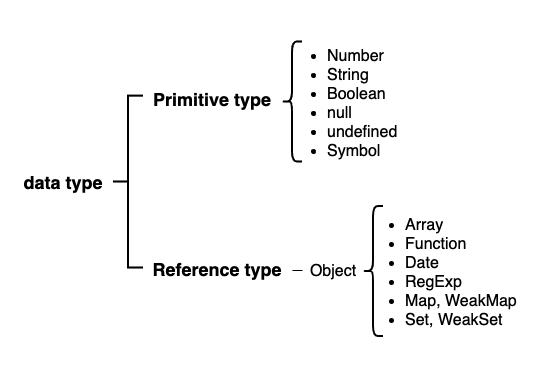 data type
Primitive type
• Number
• String
• Boolean
• null
• undefined
• Symbol
Reference type – Object
• Array
• Function
• Date
• RegExp
• Map, WeakMap
• Set, WeakSet